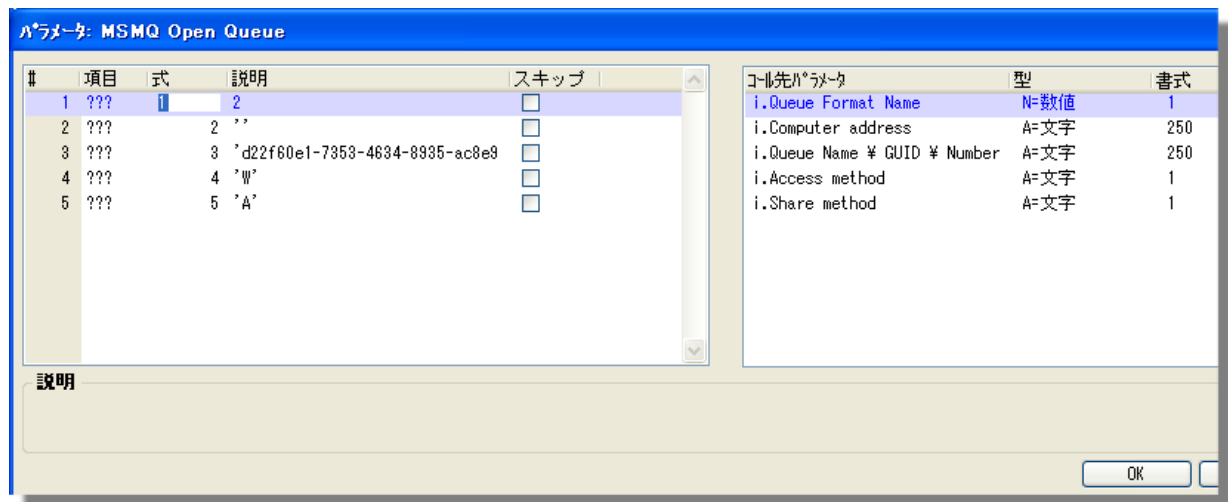 パラメータ: MSMQ Open Queue
# 項目 式 説明 スキップ
1 ??? 1 2
2 ??? 2 ''
3 ??? 3 'd22f60e1-7353-4634-8935-ac8e9
4 ??? 4 'W'
5 ??? 5 'A'
コール先パラメータ 型 書式
i.Queue Format Name N=数値 1
i.Computer address A=文字 250
i.Queue Name ¥ GUID ¥ Number A=文字 250
i.Access method A=文字 1
i.Share method A=文字 1
説明
OK